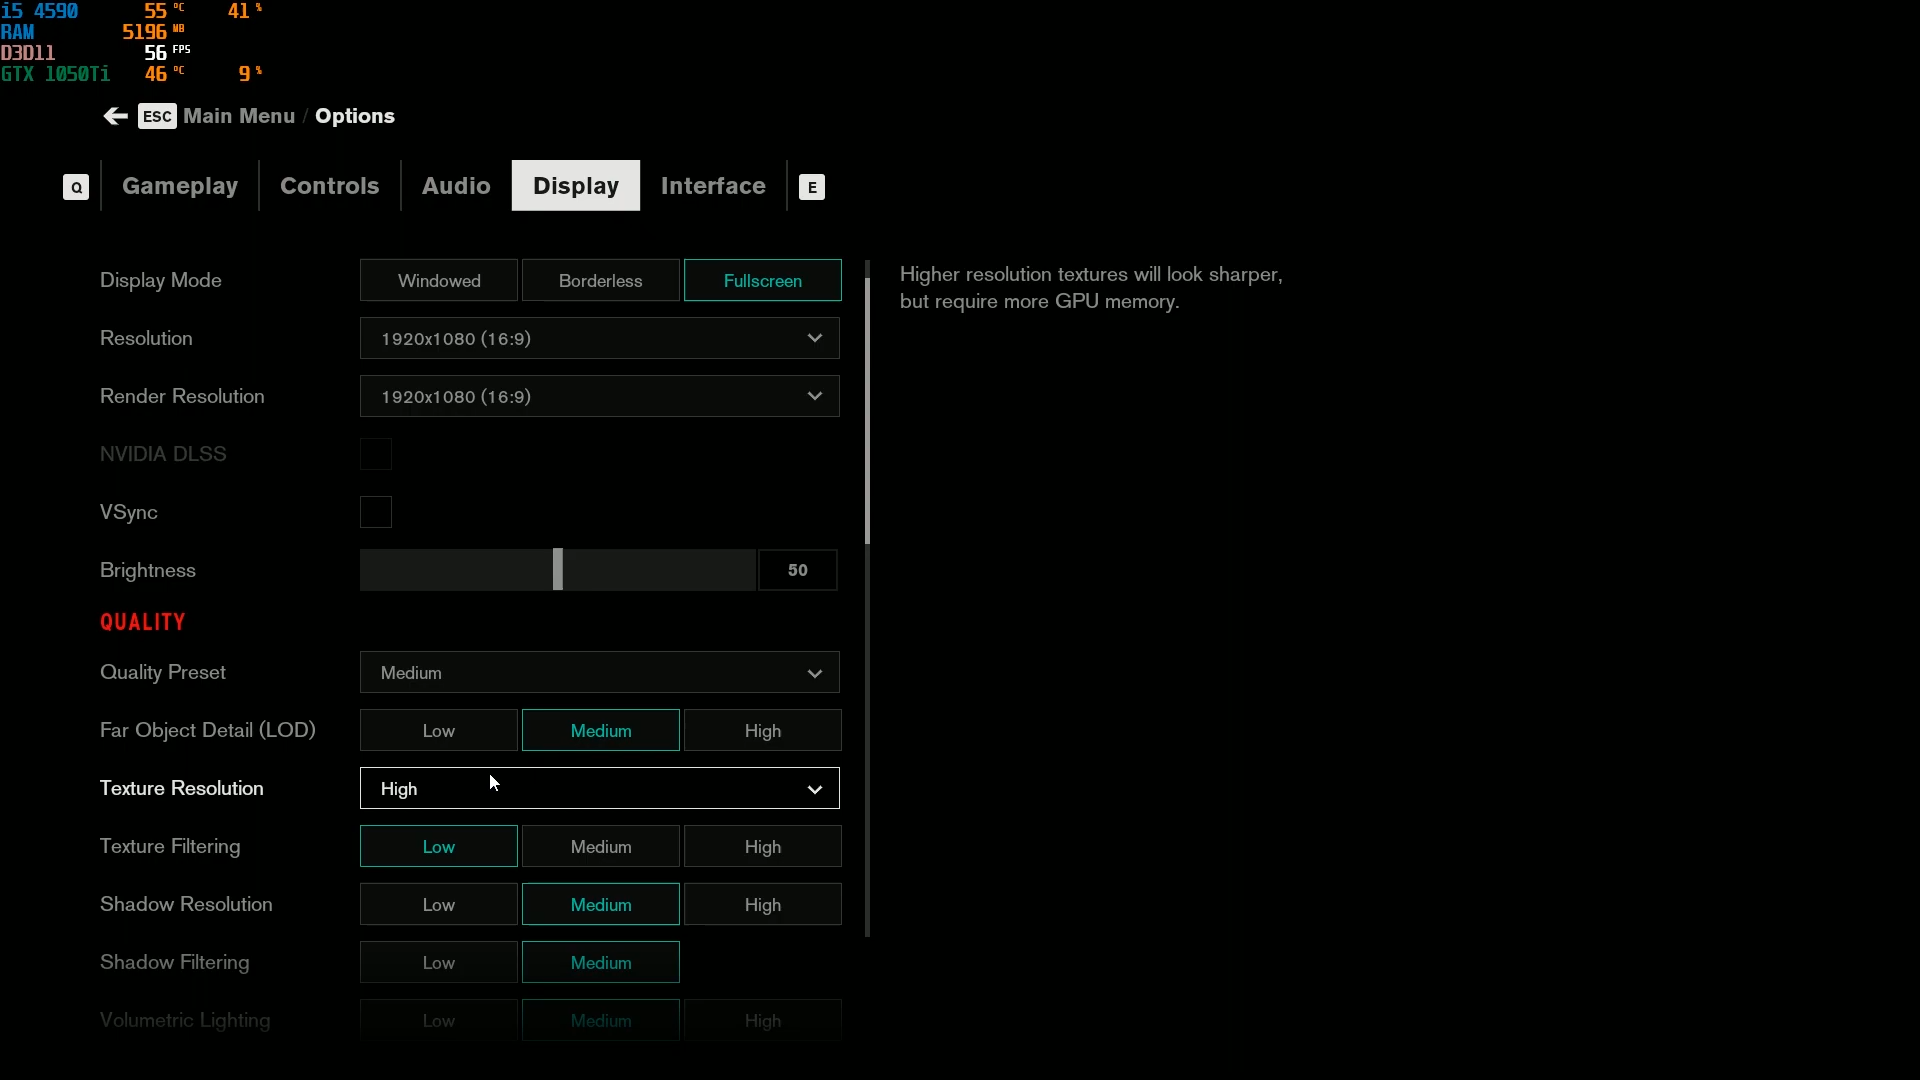 i5 4590 55 °C 41 %
RAM 5196 MB
D3D11 56 FPS
GTX 1050Ti 46 °C 9 %
ESC Main Menu / Options
Q Gameplay Controls Audio Display Interface E
Display Mode Windowed Borderless Fullscreen
Higher resolution textures will look sharper,
but require more GPU memory.
Resolution 1920x1080 (16:9)
Render Resolution 1920x1080 (16:9)
NVIDIA DLSS
VSync
Brightness 50
QUALITY
Quality Preset Medium
Far Object Detail (LOD) Low Medium High
Texture Resolution High
Texture Filtering Low Medium High
Shadow Resolution Low Medium High
Shadow Filtering Low Medium
Volumetric Lighting Low Medium High